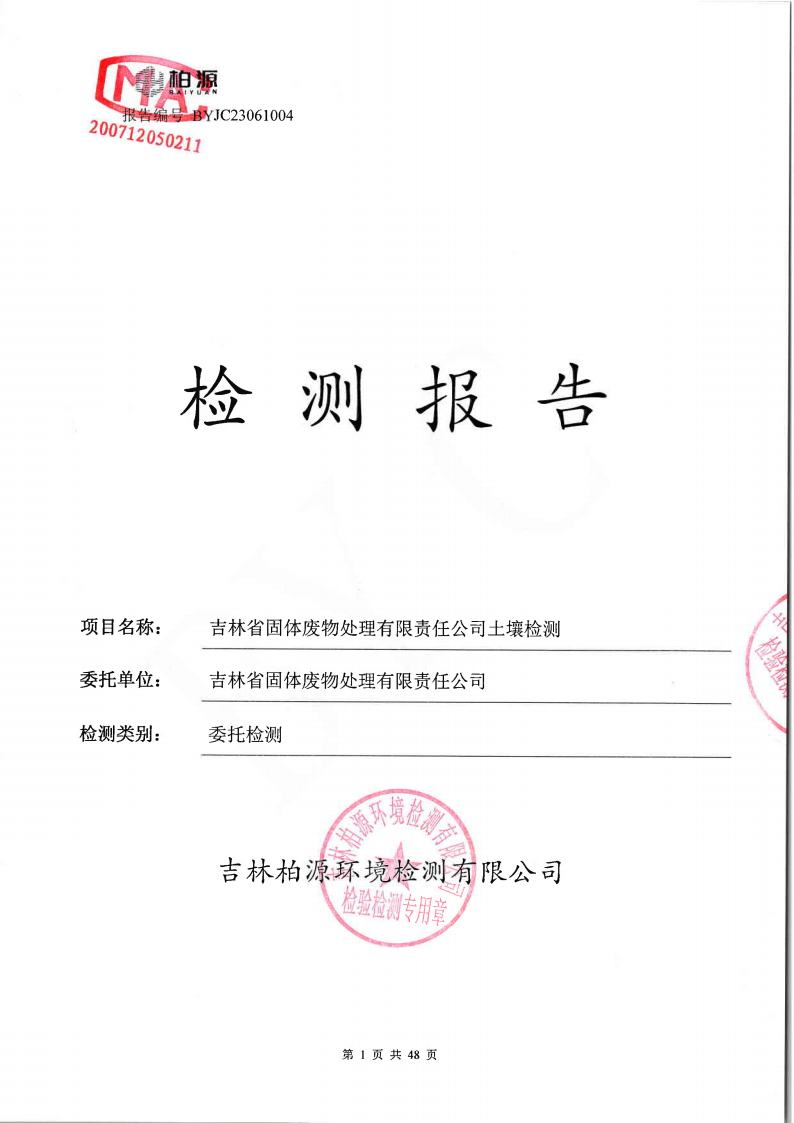 MA
柏源
BAIYUAN
报告编号 BYJC23061004
200712050211
检测报告
项目名称： 吉林省固体废物处理有限责任公司土壤检测
委托单位： 吉林省固体废物处理有限责任公司
检测类别： 委托检测
检验检测
吉林柏源环境检测有限公司
吉林柏源环境检测有限公司
检验检测专用章
第 1 页 共 48 页